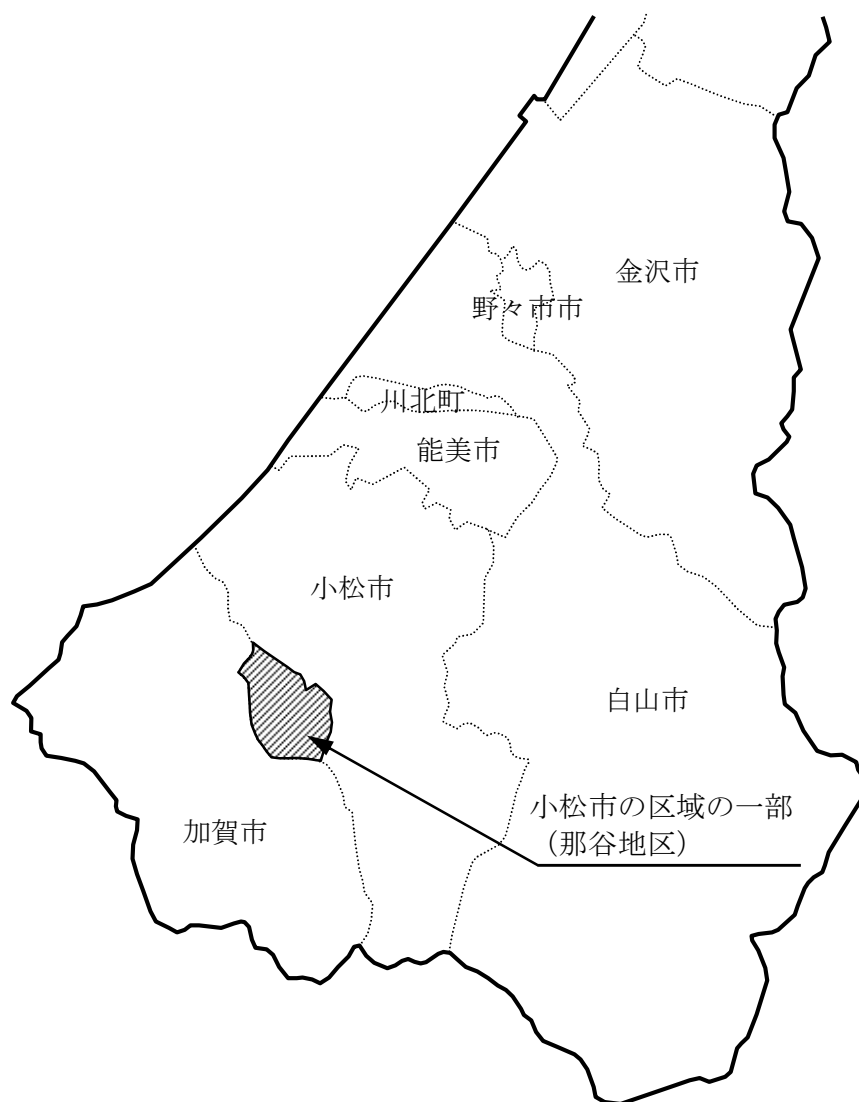 金沢市
野々市市
川北町
能美市
小松市
白山市
小松市の区域の一部
（那谷地区）
加賀市